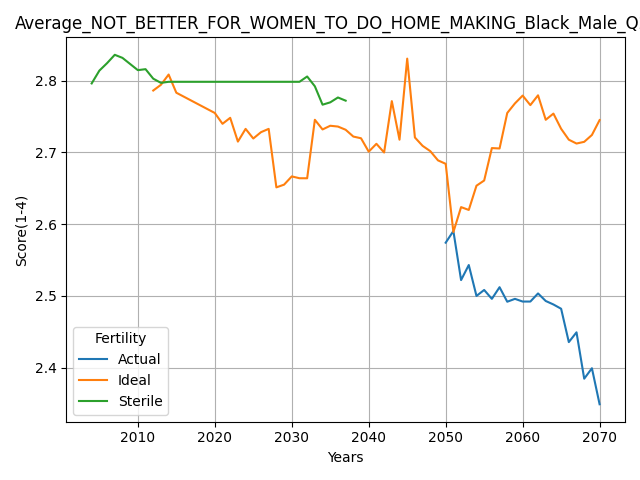 Average_NOT_BETTER_FOR_WOMEN_TO_DO_HOME_MAKING_Black_Male_Q
2.8
2.7
2.6
2.5
2.4
Score(1-4)
Fertility
Actual
Ideal
Sterile
2010 2020 2030 2040 2050 2060 2070
Years